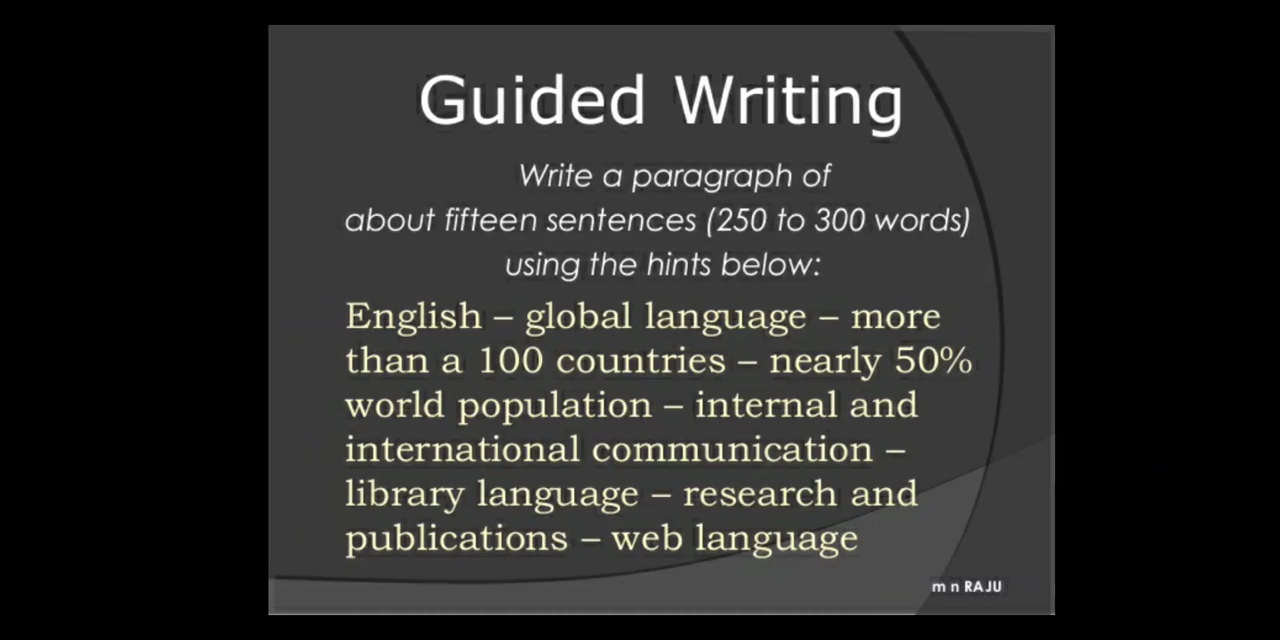 Guided Writing
Write a paragraph of
about fifteen sentences (250 to 300 words)
using the hints below:
English – global language – more
than a 100 countries – nearly 50%
world population – internal and
international communication –
library language – research and
publications – web language
m n RAJU